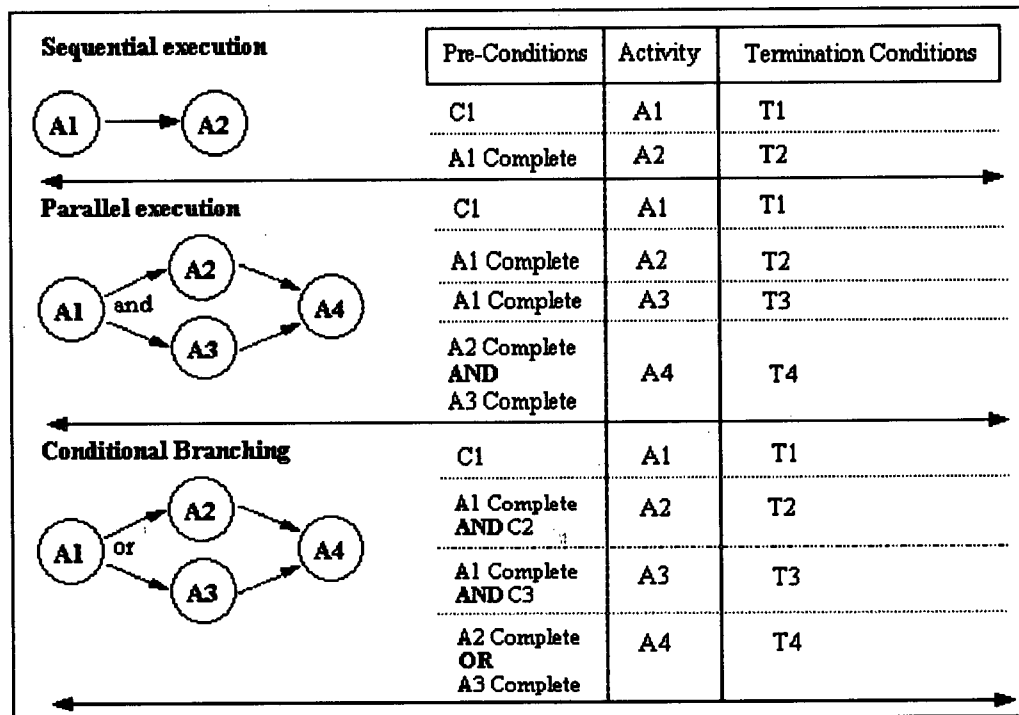 Sequential execution
Pre-Conditions Activity Termination Conditions
A1 A2
C1 A1 T1
A1 Complete A2 T2
Parallel execution
C1 A1 T1
A1 and A2 A3 A4
A1 Complete A2 T2
A1 Complete A3 T3
A2 Complete
AND A4 T4
A3 Complete
Conditional Branching
C1 A1 T1
A1 or A2 A3 A4
A1 Complete A2 T2
AND C2
A1 Complete A3 T3
AND C3
A2 Complete A4 T4
OR
A3 Complete